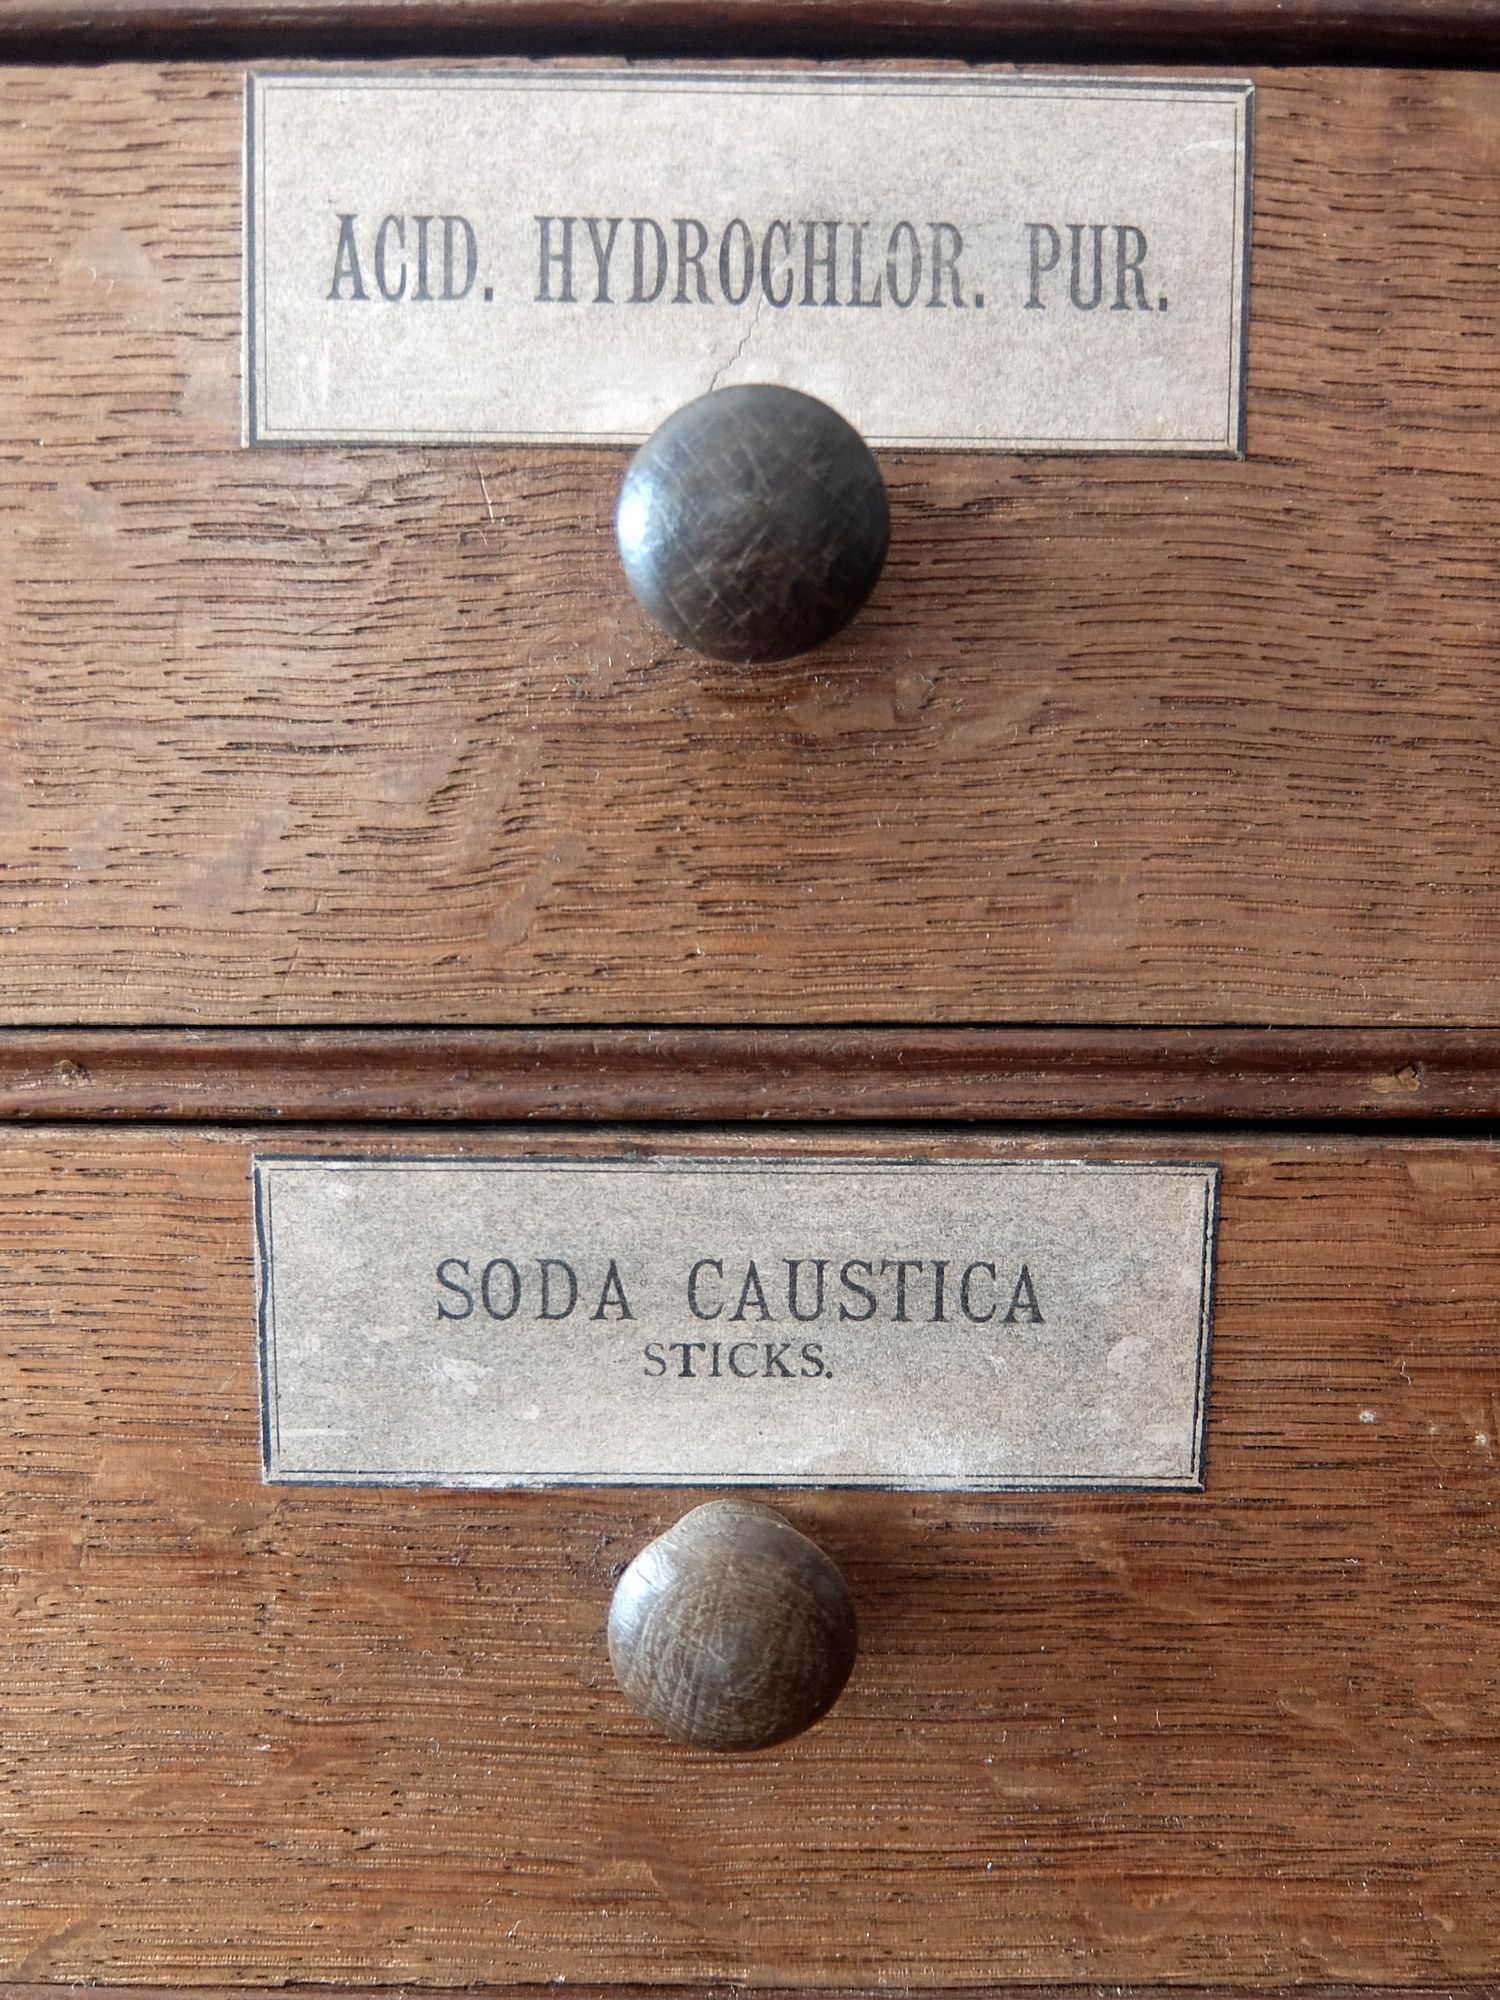 ACID. HYDROCHLOR. PUR.
SODA CAUSTICA
STICKS.